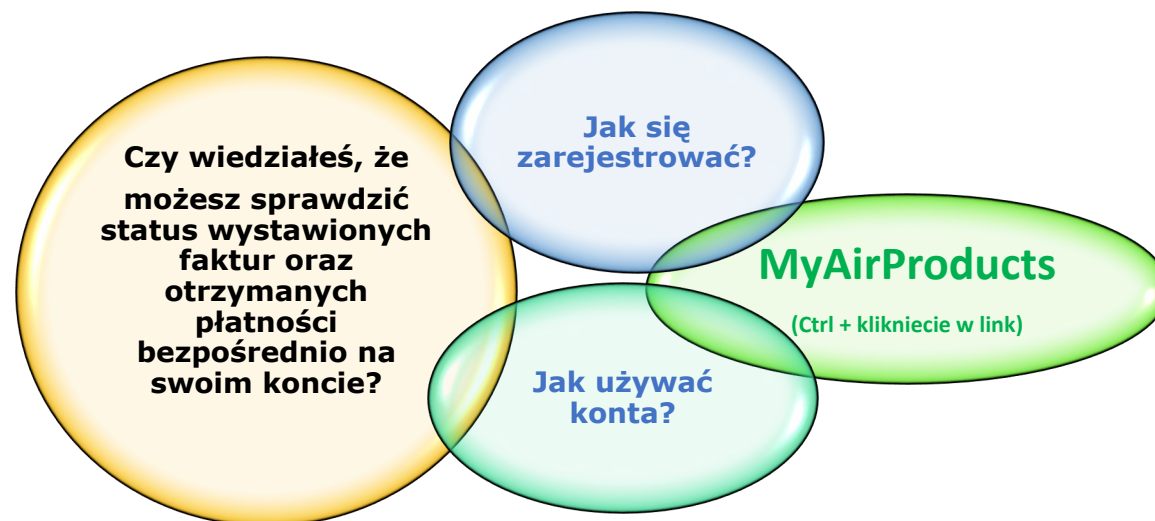 Czy wiedziałeś, że
możesz sprawdzić
status wystawionych
faktur oraz
otrzymanych
płatności
bezpośrednio na
swoim koncie?
Jak się
zarejestrować?
MyAirProducts
(Ctrl + klikniecie w link)
Jak używać
konta?